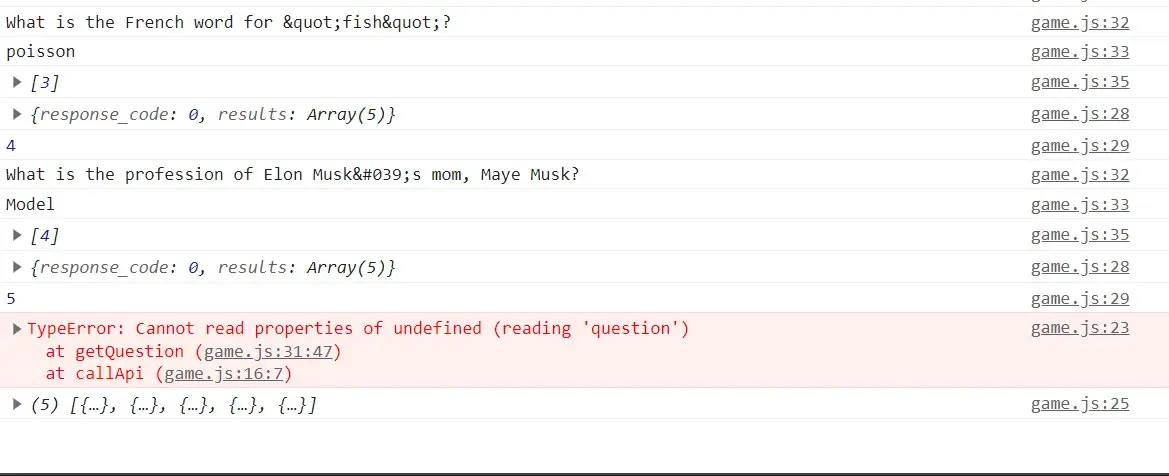 What is the French word for &quot;fish&quot;? game.js:32
poisson game.js:33
▶ [3] game.js:35
▶ {response_code: 0, results: Array(5)} game.js:28
4 game.js:29
What is the profession of Elon Musk&#039;s mom, Maye Musk? game.js:32
Model game.js:33
▶ [4] game.js:35
▶ {response_code: 0, results: Array(5)} game.js:28
5 game.js:29
▶ TypeError: Cannot read properties of undefined (reading 'question') game.js:23
at getQuestion (game.js:31:47)
at callApi (game.js:16:7)
▶ (5) [{…}, {…}, {…}, {…}, {…}] game.js:25